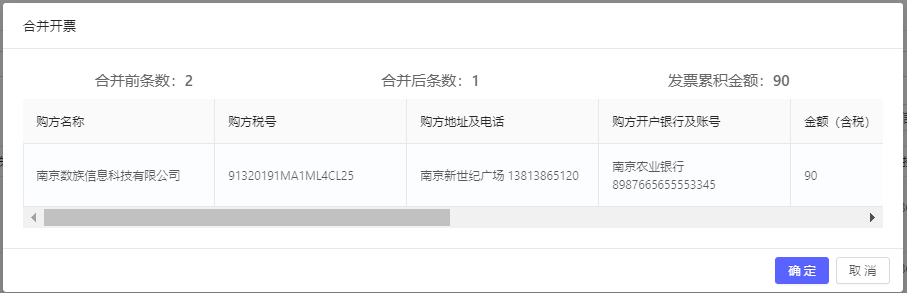 合并开票
合并前条数：2 合并后条数：1 发票累积金额：90
购方名称 购方税号 购方地址及电话 购方开户银行及账号 金额（含税）
南京数族信息科技有限公司 91320191MA1ML4CL25 南京新世纪广场 13813865120 南京农业银行 90
8987665655553345
确 定 取 消